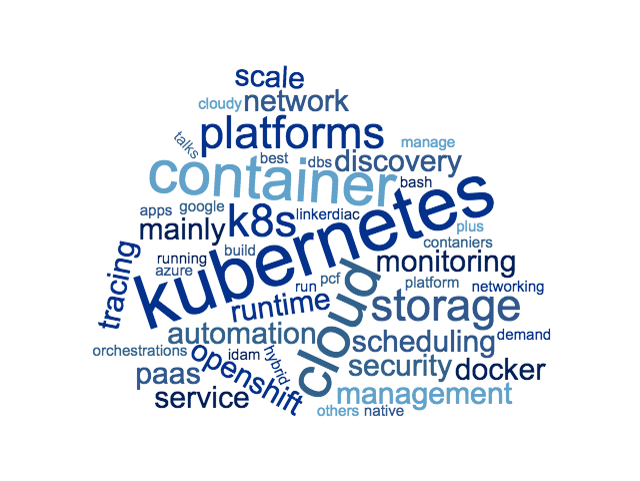 scale
cloudy
network
platforms
talks
manage
best
dbs
discovery
container
bash
kubernetes
apps
google
k8s
linkerdiac
mainly
plus
contaniers
build
running
azure
monitoring
tracing
cloud
run
pcf
platform
networking
runtime
storage
automation
scheduling
demand
orchestrations
openshift
idam
hybrid
security
docker
paas
management
service
others
native